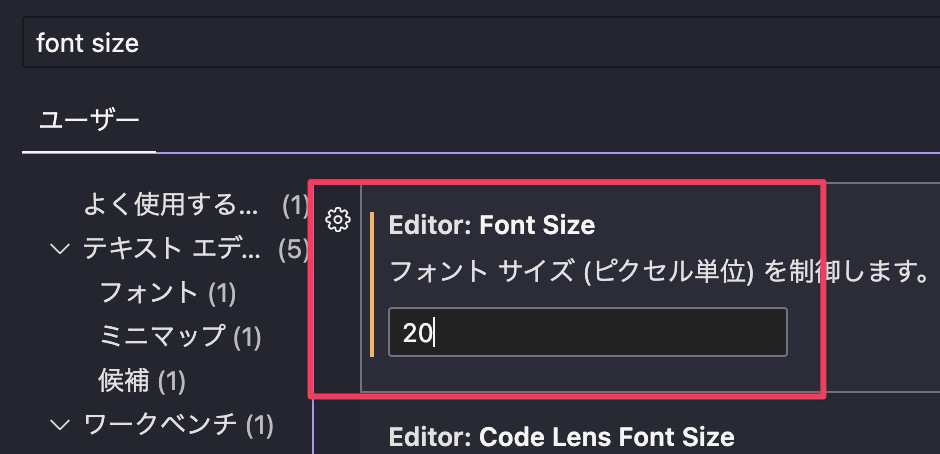 font size
ユーザー
よく使用する... (1)
テキスト エデ... (5)
フォント (1)
ミニマップ (1)
候補 (1)
ワークベンチ (1)
Editor: Font Size
フォント サイズ (ピクセル単位) を制御します。
20
Editor: Code Lens Font Size